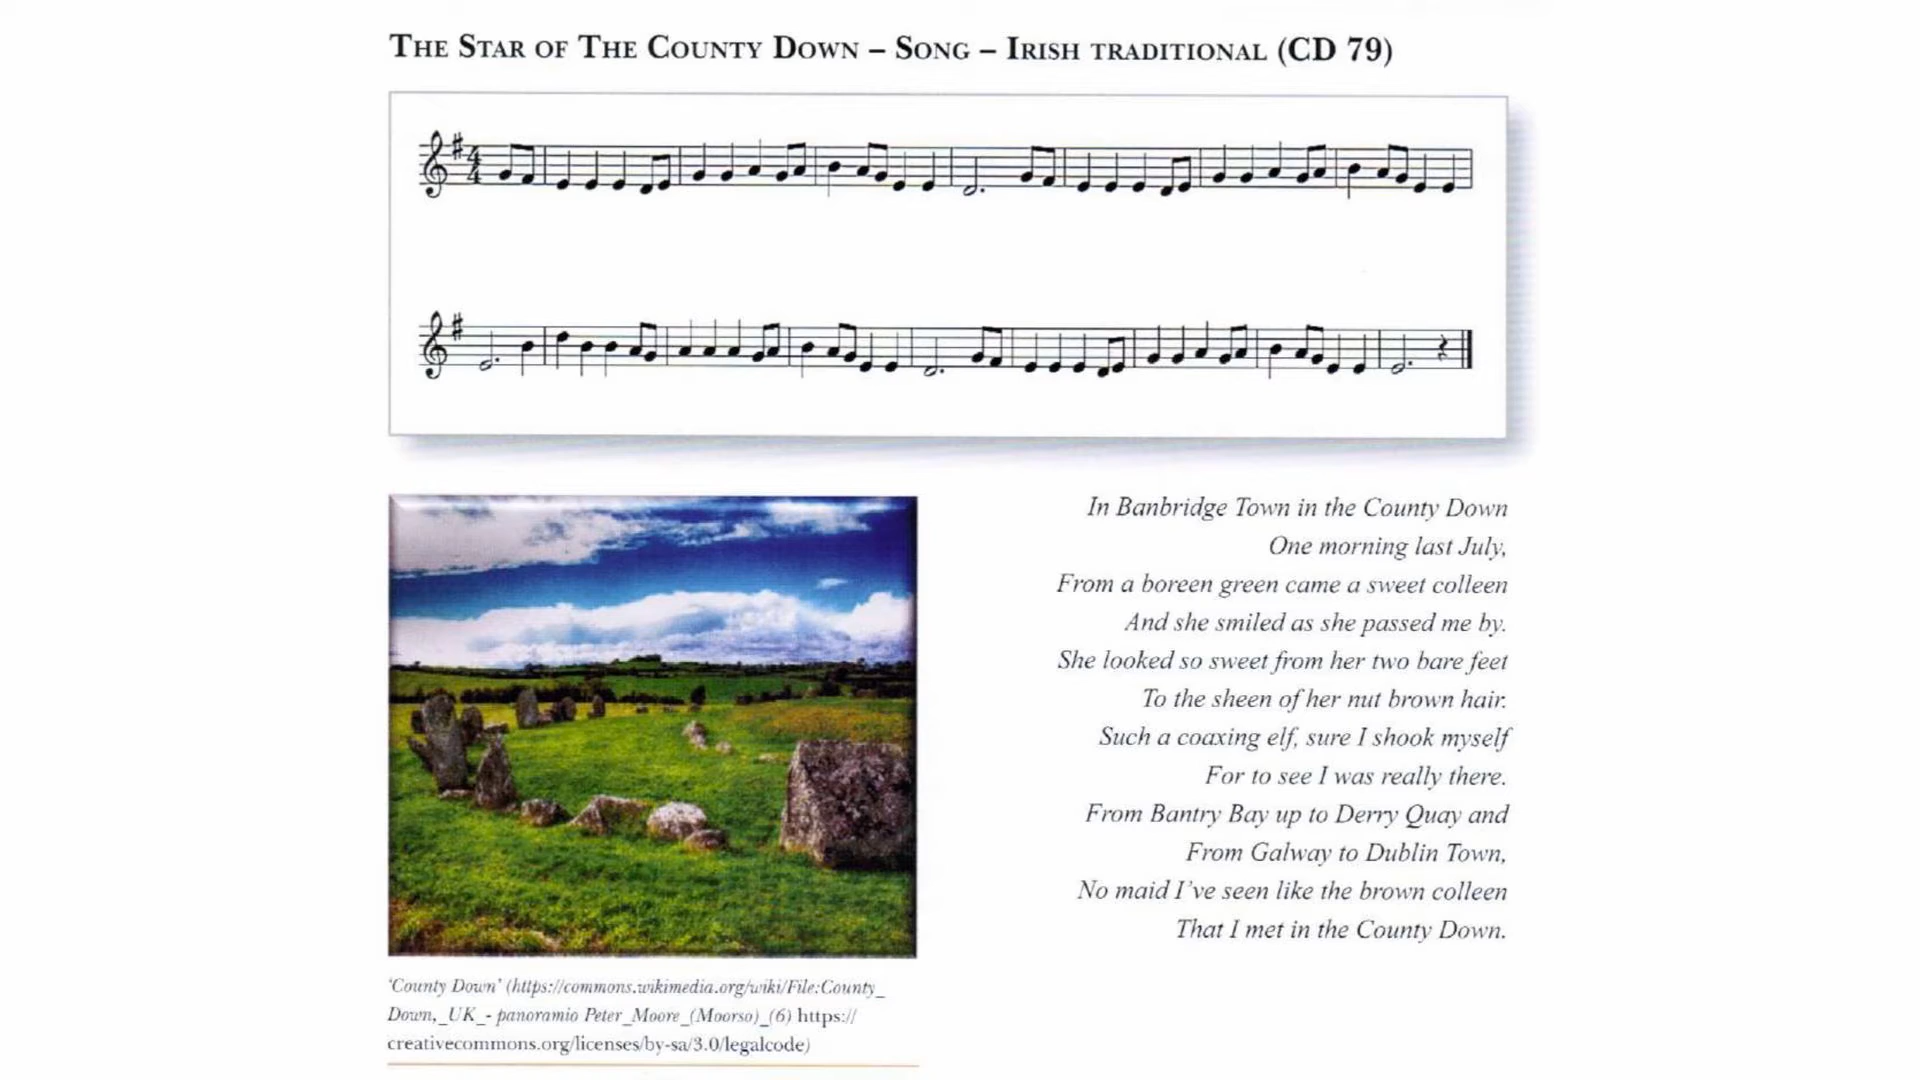 THE STAR OF THE COUNTY DOWN – SONG – IRISH TRADITIONAL (CD 79)
4
4
In Banbridge Town in the County Down
One morning last July,
From a boreen green came a sweet colleen
And she smiled as she passed me by.
She looked so sweet from her two bare feet
To the sheen of her nut brown hair.
Such a coaxing elf, sure I shook myself
For to see I was really there.
From Bantry Bay up to Derry Quay and
From Galway to Dublin Town,
No maid I've seen like the brown colleen
That I met in the County Down.
'County Down' (https://commons.wikimedia.org/wiki/File:County_
Down,_UK_- panoramio Peter_Moore_(Moorso)_(6) https://
creativecommons.org/licenses/by-sa/3.0/legalcode)